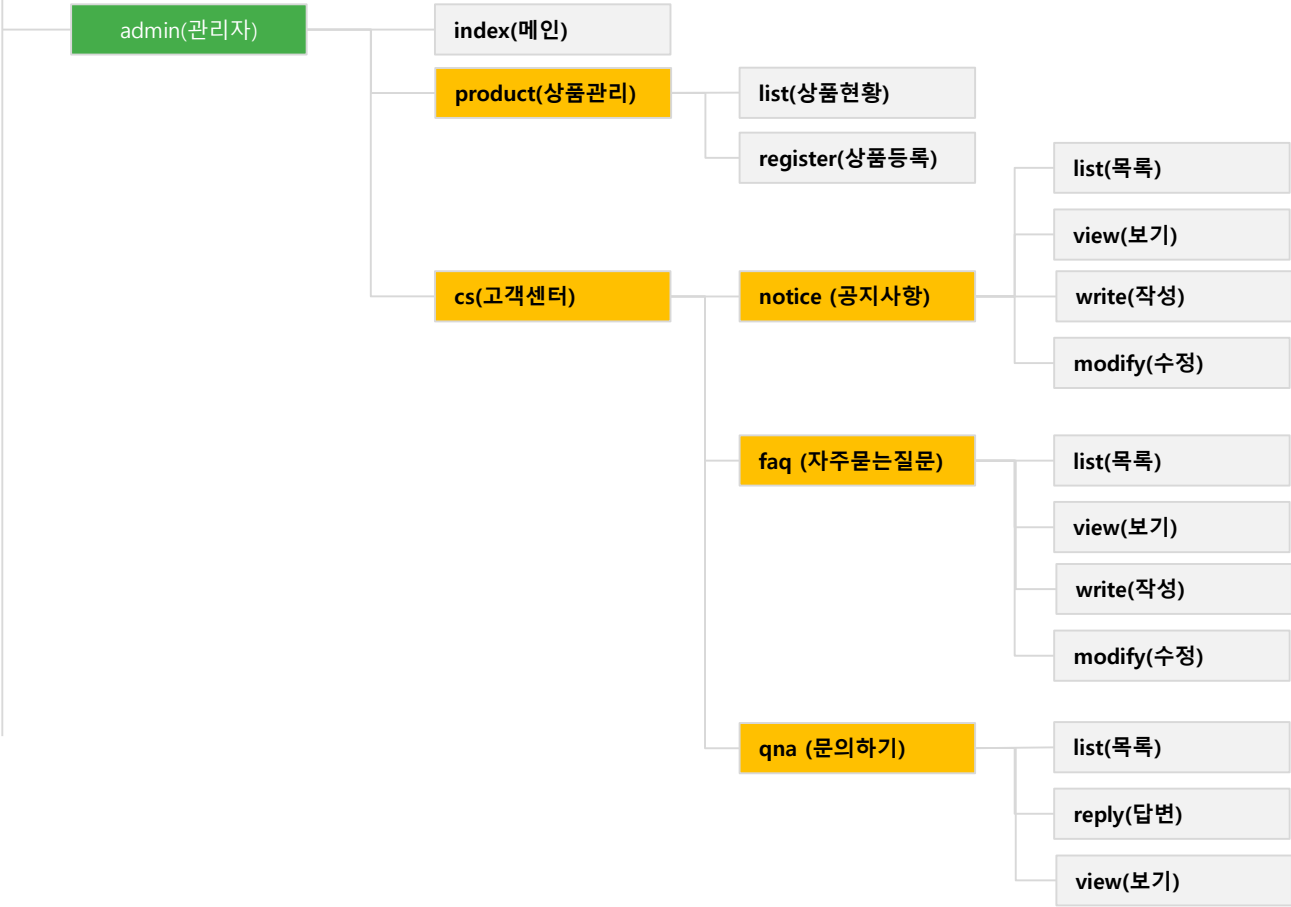 admin(관리자)
index(메인)
product(상품관리)
list(상품현황)
register(상품등록)
list(목록)
view(보기)
cs(고객센터)
notice (공지사항)
write(작성)
modify(수정)
faq (자주묻는질문)
list(목록)
view(보기)
write(작성)
modify(수정)
qna (문의하기)
list(목록)
reply(답변)
view(보기)